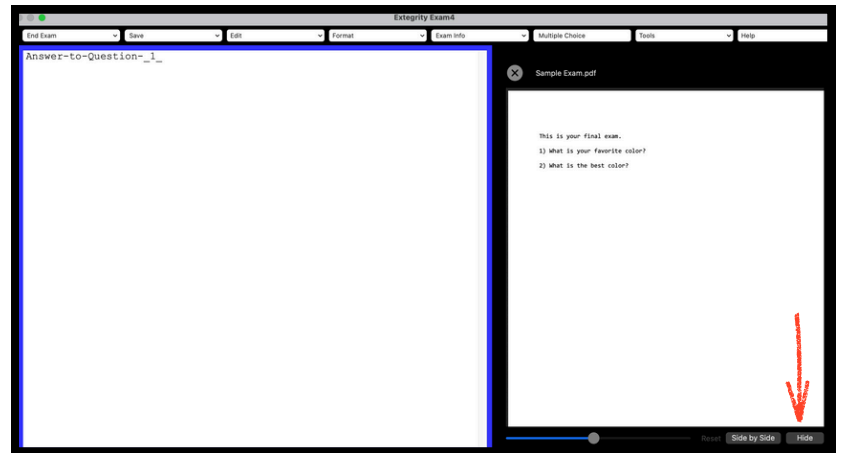 Extegrity Exam4
End Exam Save Edit Format Exam Info Multiple Choice Tools Help
Answer-to-Question-_1_
Sample Exam.pdf
This is your final exam.
1) What is your favorite color?
2) What is the best color?
Reset Side by Side Hide